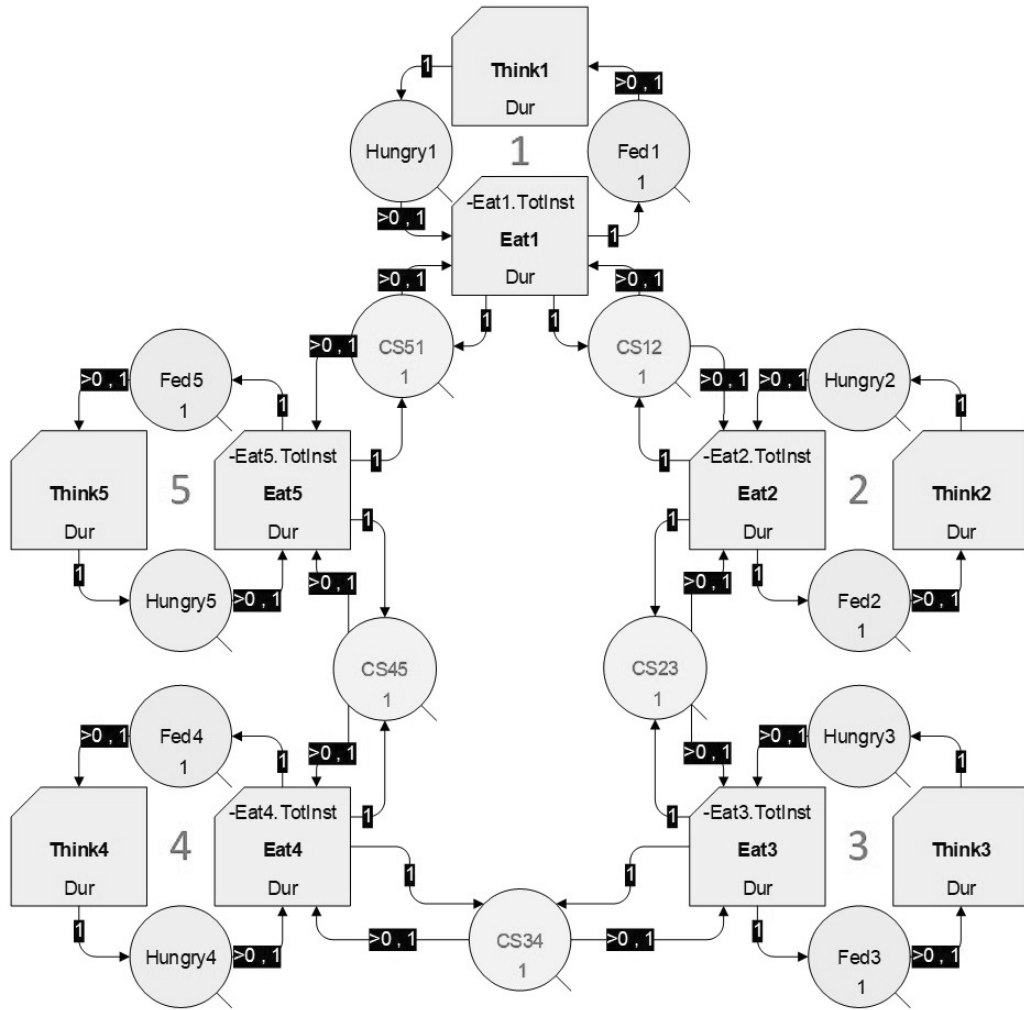 Think1
Dur
1
>0 , 1
Hungry1
1
Fed1
1
>0 , 1
-Eat1.TotInst
Eat1
Dur
1
>0 , 1
>0 , 1
1
1
CS51
1
CS12
1
>0 , 1
>0 , 1
Fed5
1
>0 , 1
1
>0 , 1
Hungry2
1
Think5
Dur
5
-Eat5.TotInst
Eat5
Dur
1
1
1
-Eat2.TotInst
Eat2
Dur
1
2
Think2
Dur
1
Hungry5
>0 , 1
>0 , 1
>0 , 1
1
Fed2
1
>0 , 1
CS45
1
CS23
1
Fed4
1
>0 , 1
1
>0 , 1
>0 , 1
>0 , 1
Hungry3
1
Think4
Dur
4
-Eat4.TotInst
Eat4
Dur
1
1
1
-Eat3.TotInst
Eat3
Dur
1
3
Think3
Dur
1
Hungry4
>0 , 1
>0 , 1
CS34
1
>0 , 1
1
Fed3
1
>0 , 1